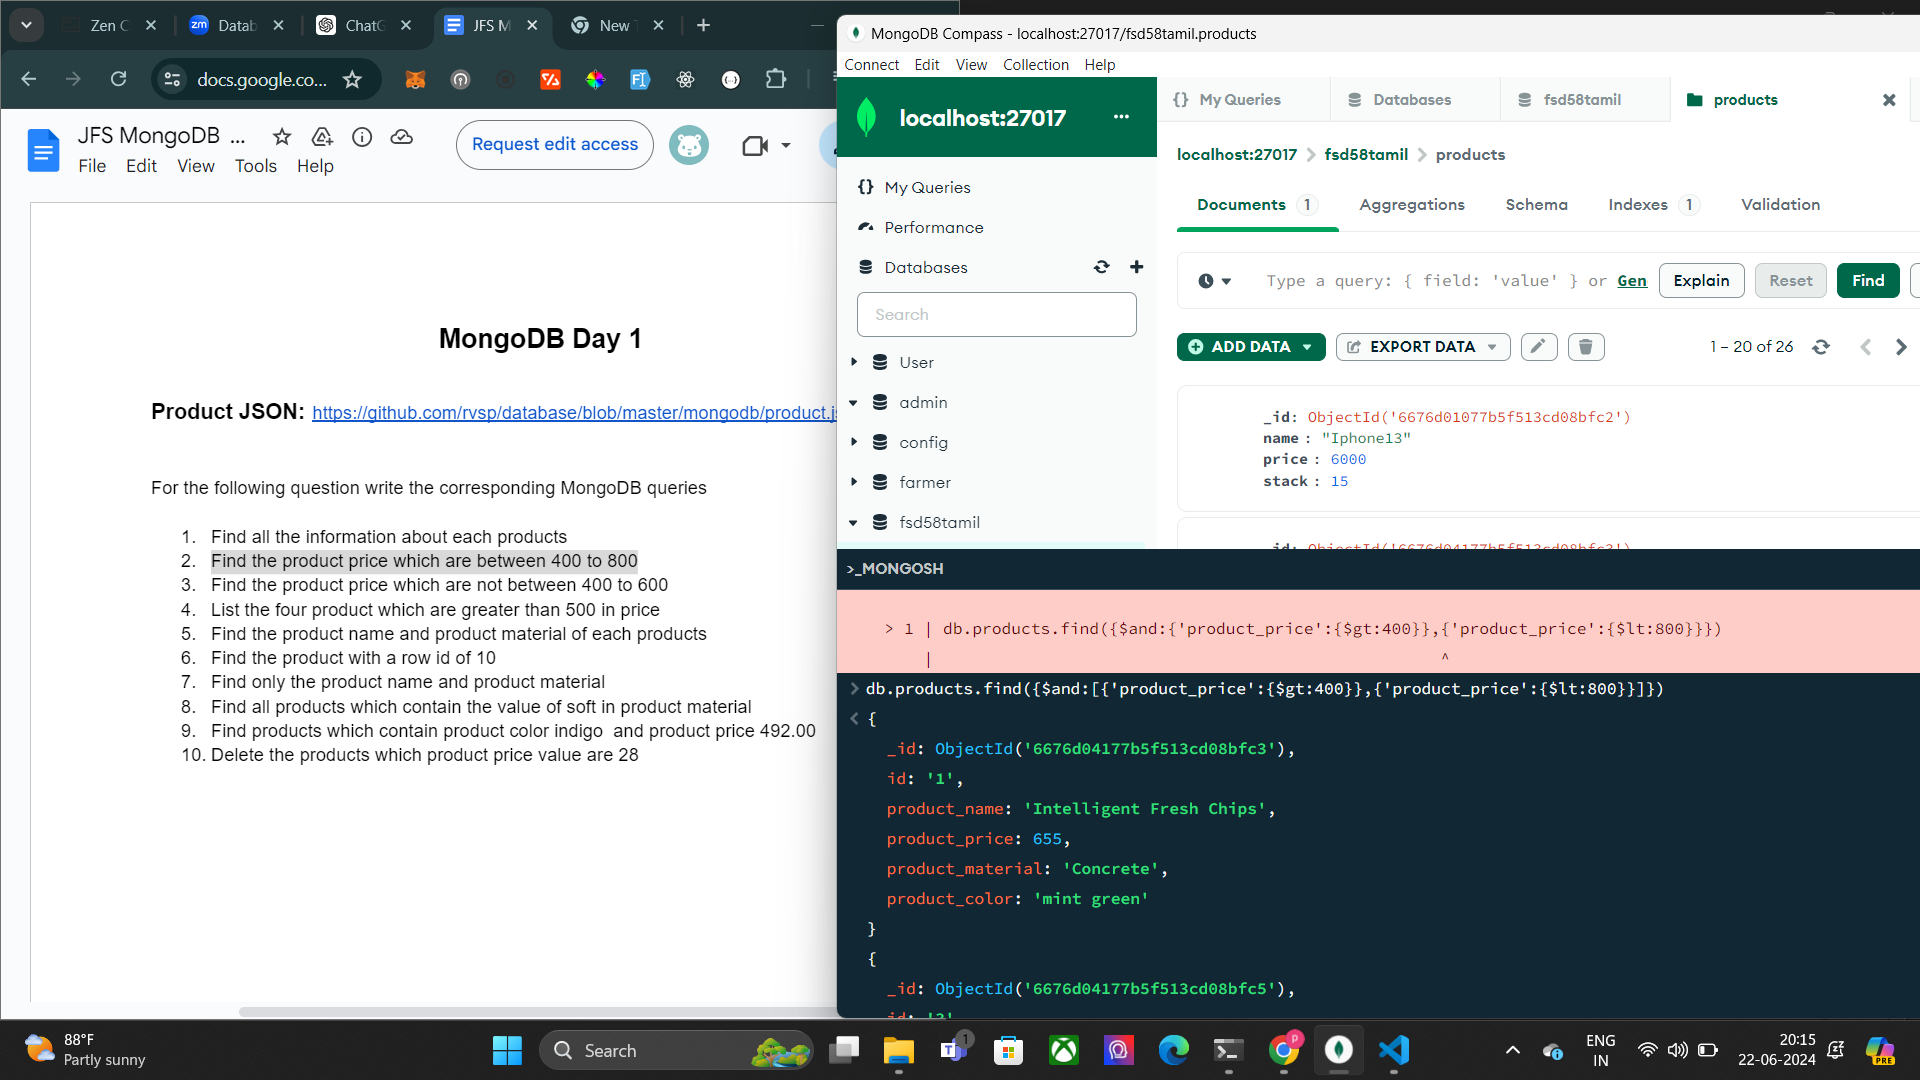 Zen C
zm Datab
ChatG
JFS M
New T
docs.google.co...
JFS MongoDB ...
File Edit View Tools Help
Request edit access
MongoDB Day 1
Product JSON: https://github.com/rvsp/database/blob/master/mongodb/product.js
For the following question write the corresponding MongoDB queries
1. Find all the information about each products
2. Find the product price which are between 400 to 800
3. Find the product price which are not between 400 to 600
4. List the four product which are greater than 500 in price
5. Find the product name and product material of each products
6. Find the product with a row id of 10
7. Find only the product name and product material
8. Find all products which contain the value of soft in product material
9. Find products which contain product color indigo  and product price 492.00
10. Delete the products which product price value are 28
MongoDB Compass - localhost:27017/fsd58tamil.products
Connect Edit View Collection Help
localhost:27017 ...
{} My Queries
Performance
Databases
Search
User
admin
config
farmer
fsd58tamil
{} My Queries
Databases
fsd58tamil
products
localhost:27017 > fsd58tamil > products
Documents 1 Aggregations Schema Indexes 1 Validation
Type a query: { field: 'value' } or Gen Explain Reset Find
ADD DATA EXPORT DATA 1 – 20 of 26
_id: ObjectId('6676d01077b5f513cd08bfc2')
name : "Iphone13"
price : 6000
stack : 15
_id: ObjectId('6676d04177b5f513cd08bfc3')
>_MONGOSH
> 1 | db.products.find({$and:{'product_price':{$gt:400}},{'product_price':{$lt:800}}})
| ^
> db.products.find({$and:[{'product_price':{$gt:400}},{'product_price':{$lt:800}}]})
< {
_id: ObjectId('6676d04177b5f513cd08bfc3'),
id: '1',
product_name: 'Intelligent Fresh Chips',
product_price: 655,
product_material: 'Concrete',
product_color: 'mint green'
}
{
_id: ObjectId('6676d04177b5f513cd08bfc5'),
id: '3'
88°F
Partly sunny
Search
1
P
ENG
IN
20:15
22-06-2024
PRE